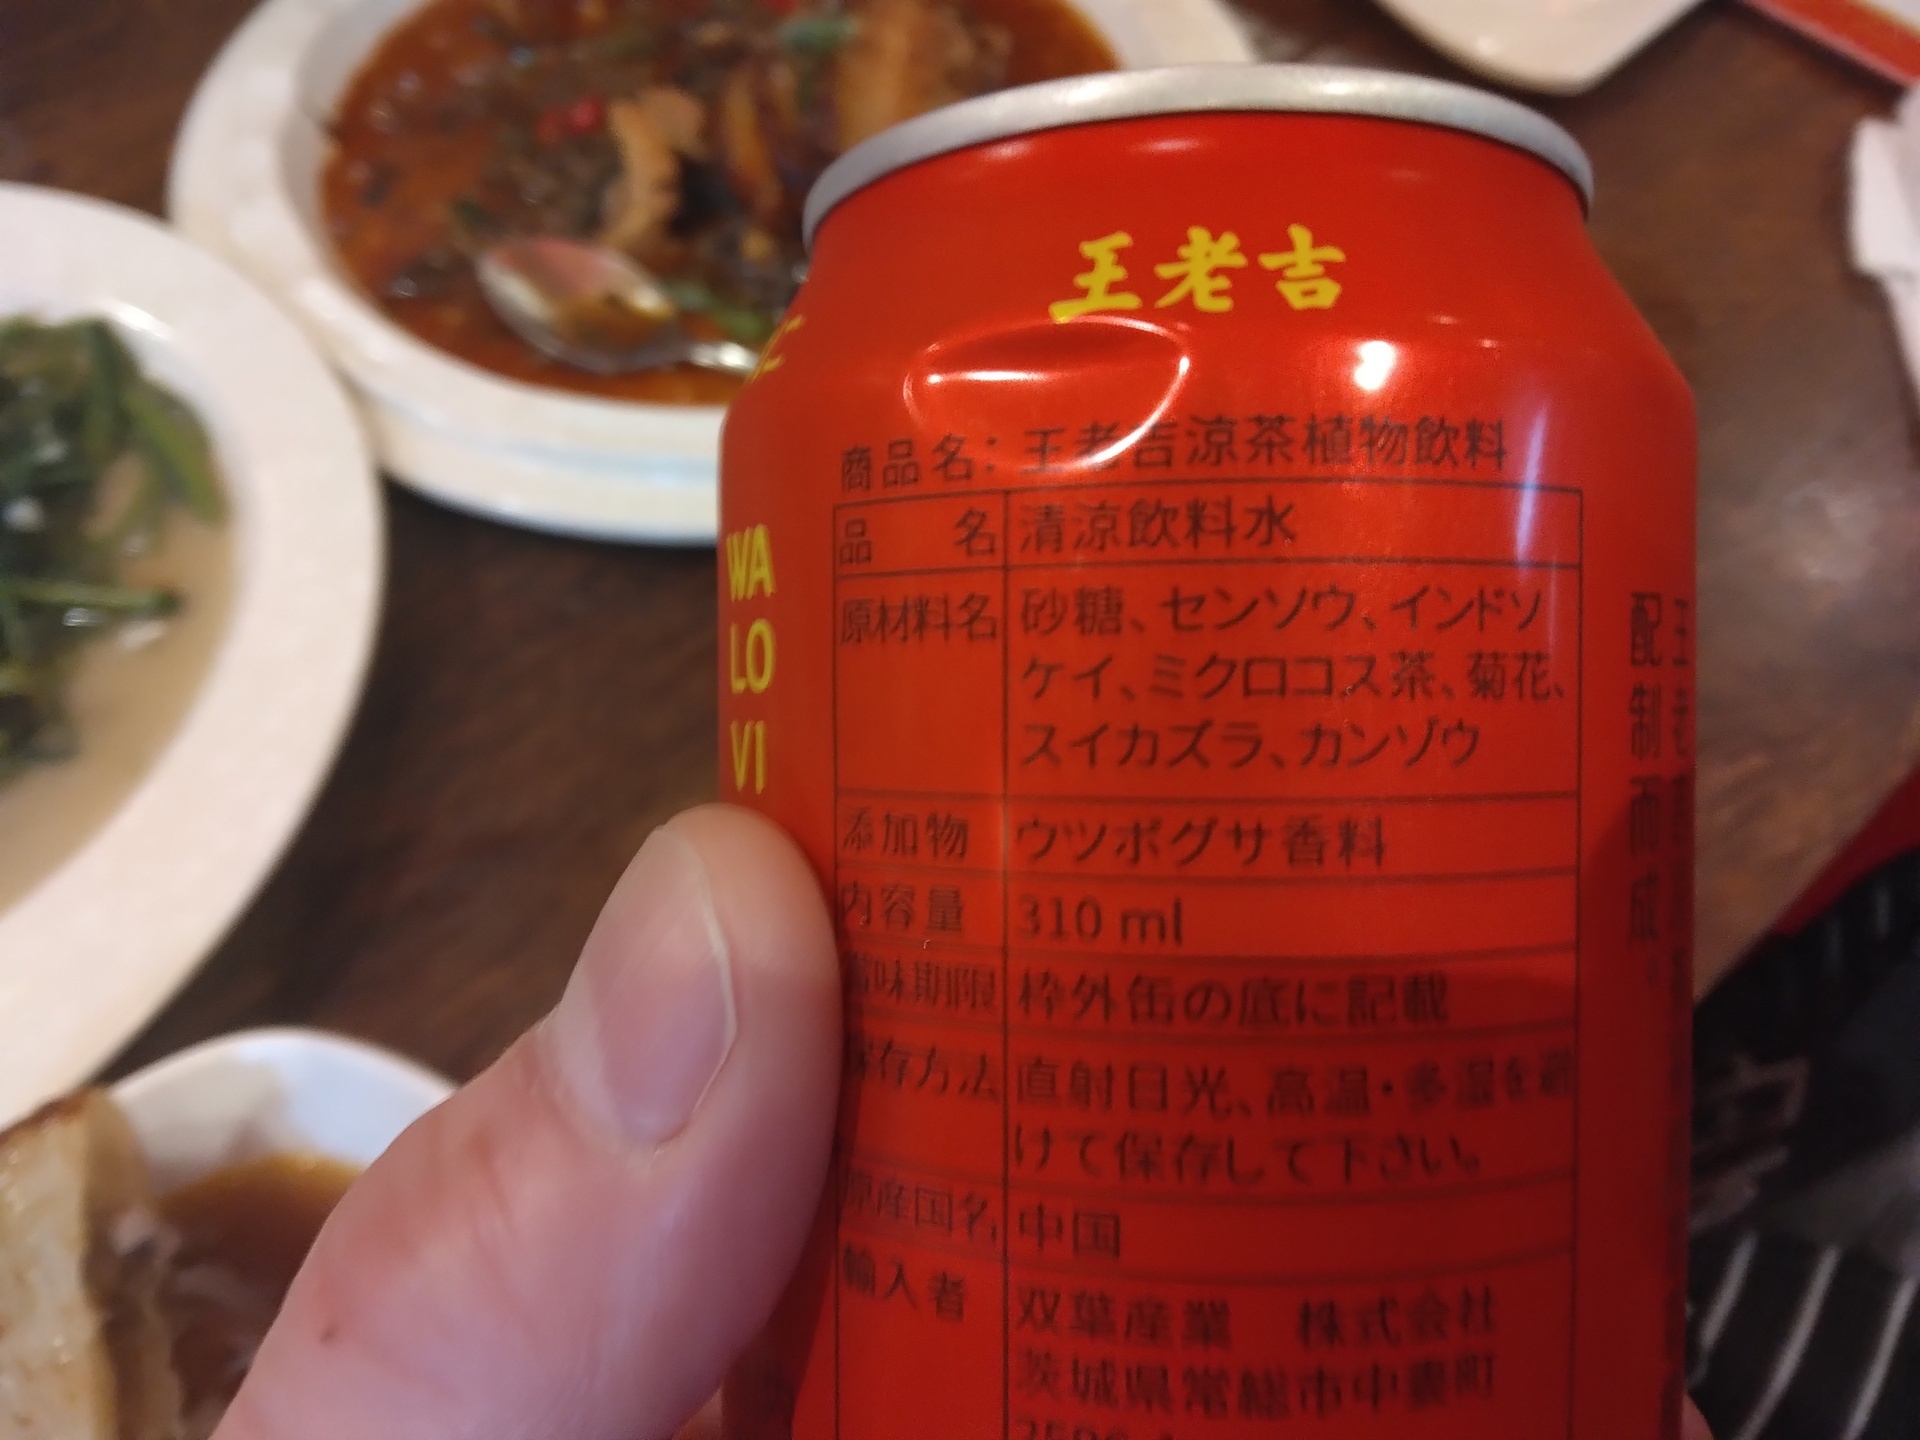 王老吉
商品名：王老吉涼茶植物飲料
品 名 清涼飲料水
原材料名 砂糖、センソウ、インドソ
ケイ、ミクロコス茶、菊花、
スイカズラ、カンゾウ
添加物 ウツボグサ香料
内容量 310 ml
賞味期限 枠外缶の底に記載
保存方法 直射日光、高温・多湿を避
けて保存して下さい。
原産国名 中国
輸入者 双葉産業 株式会社
茨城県常総市中妻町
WA
LO
VI
王老
配制而成。